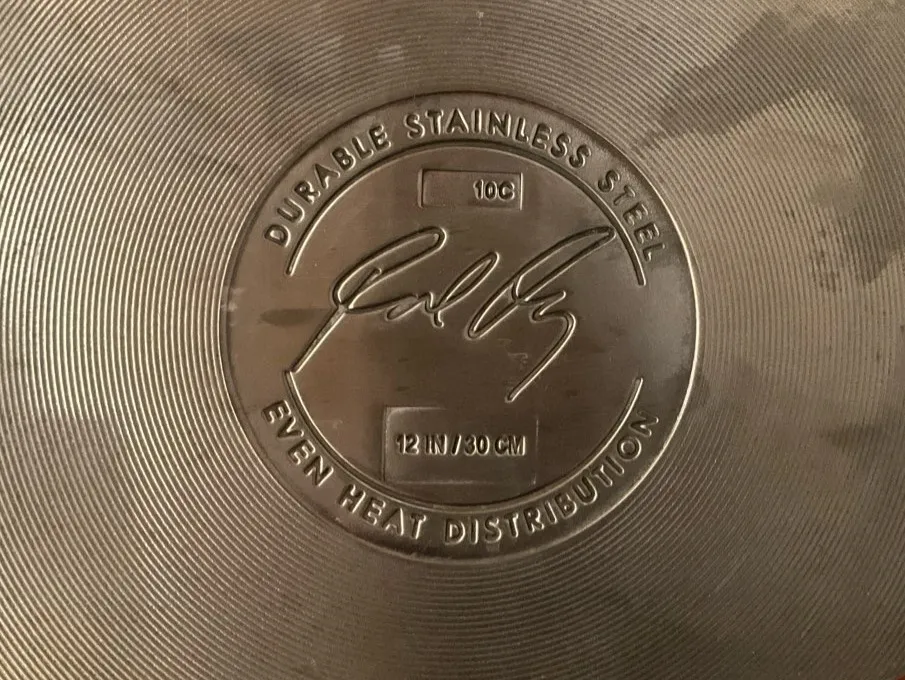 DURABLE STAINLESS STEEL
10C
12 IN / 30 CM
EVEN HEAT DISTRIBUTION